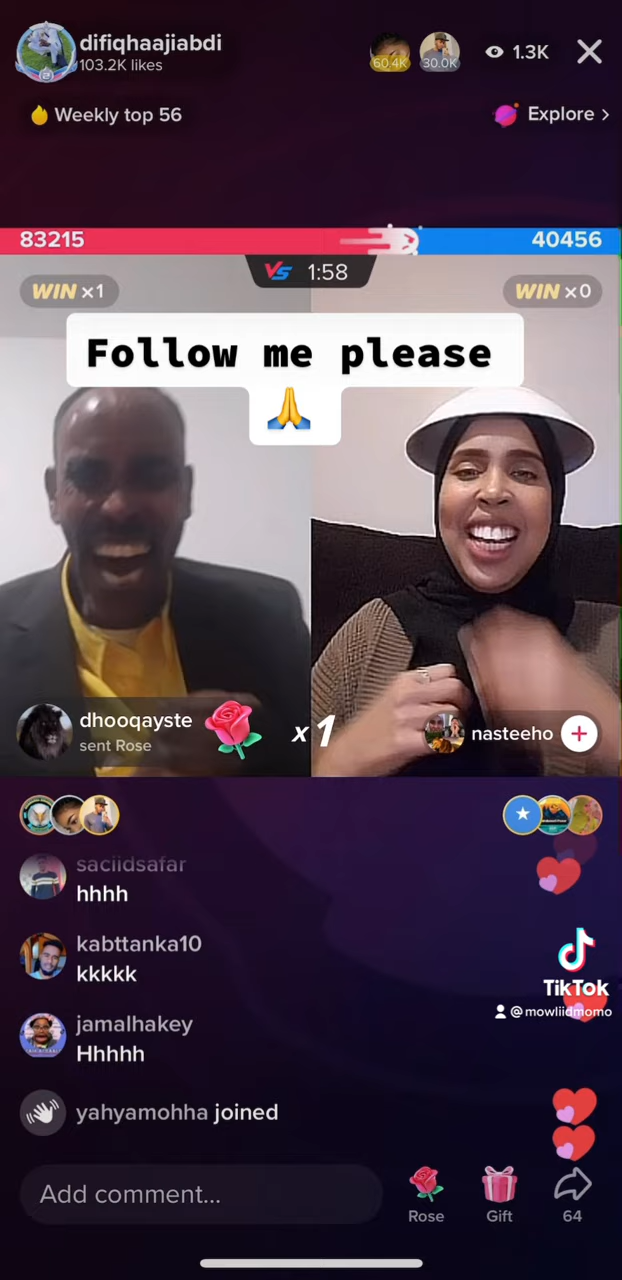 difiqhaajiabdi
103.2K likes
60.4K
30.0K
1.3K
Weekly top 56
Explore >
83215
40456
VS 1:58
WIN x1
WIN x0
Follow me please
🙏
dhooqayste
sent Rose
x 1
nasteeho
saciidsafar
hhhh
kabttanka10
kkkkk
jamalhakey
Hhhhh
yahyamohha joined
TikTok
@mowliidmomo
Add comment...
Rose
Gift
64